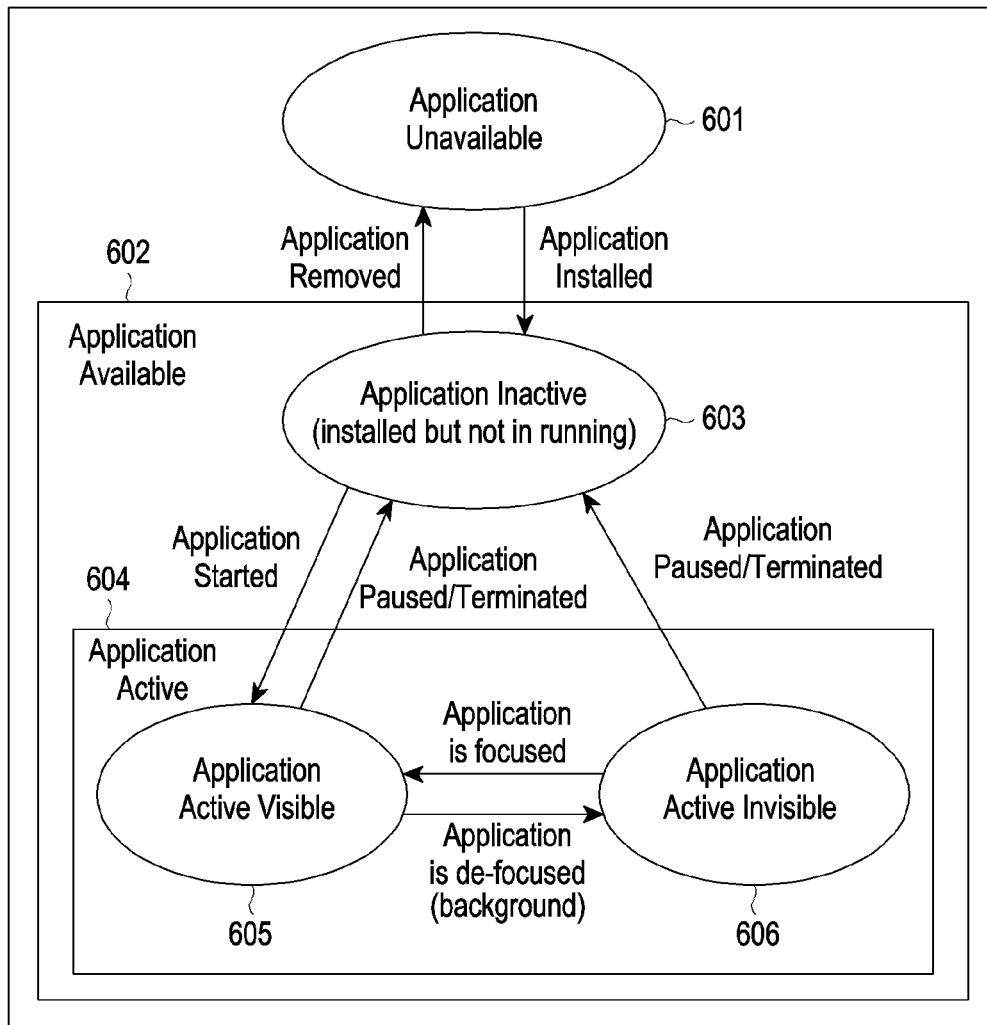 Application
Unavailable
601
Application
Removed
Application
Installed
602
Application
Available
Application Inactive
(installed but not in running)
603
Application
Started
Application
Paused/Terminated
Application
Paused/Terminated
604
Application
Active
Application
is focused
Application
Active Visible
Application
Active Invisible
Application
is de-focused
(background)
605
606